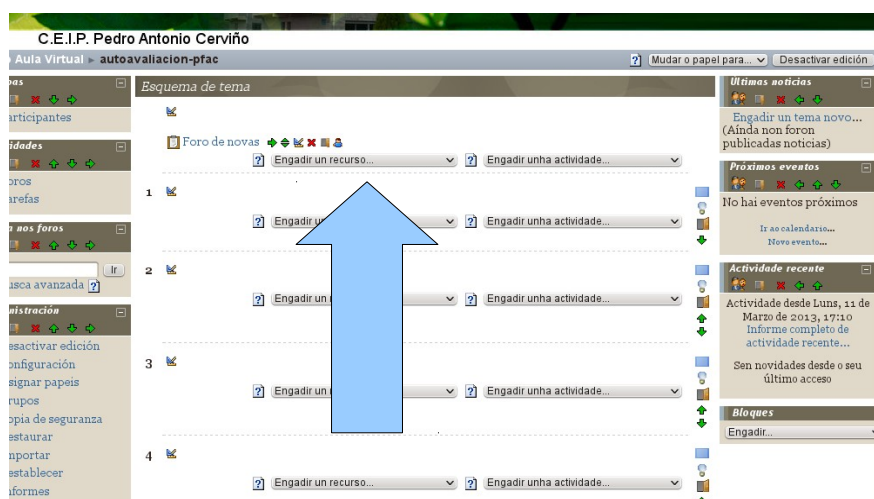 C.E.I.P. Pedro Antonio Cerviño
Aula Virtual ► autoavaliacion-pfac
? Mudar o papel para... Desactivar edición
articipantes
idades
oros
arefas
a nos foros
Ir
usca avanzada ?
nistración
esactivar edición
onfiguración
signar papeis
rupos
opia de seguranza
estaurar
mportar
establecer
nformes
Esquema de tema
Foro de novas
? Engadir un recurso... ? Engadir unha actividade...
1
? Engadir u ? Engadir unha actividade...
2
? Engadir un ? Engadir unha actividade...
3
? Engadir un ? Engadir unha actividade...
4
? Engadir un recurso... ? Engadir unha actividade...
Ultimas noticias
Engadir un tema novo...
(Aínda non foron
publicadas noticias)
Próximos eventos
No hai eventos próximos
Ir ao calendario...
Novo evento...
Actividade recente
Actividade desde Luns, 11 de
Marzo de 2013, 17:10
Informe completo de
actividade recente...
Sen novidades desde o seu
último acceso
Bloques
Engadir...